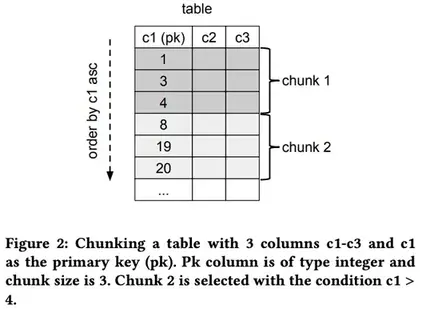 table
c1 (pk) c2 c3
1
3
4
8
19
20
...
chunk 1
chunk 2
order by c1 asc
Figure 2: Chunking a table with 3 columns c1-c3 and c1
as the primary key (pk). Pk column is of type integer and
chunk size is 3. Chunk 2 is selected with the condition c1 >
4.